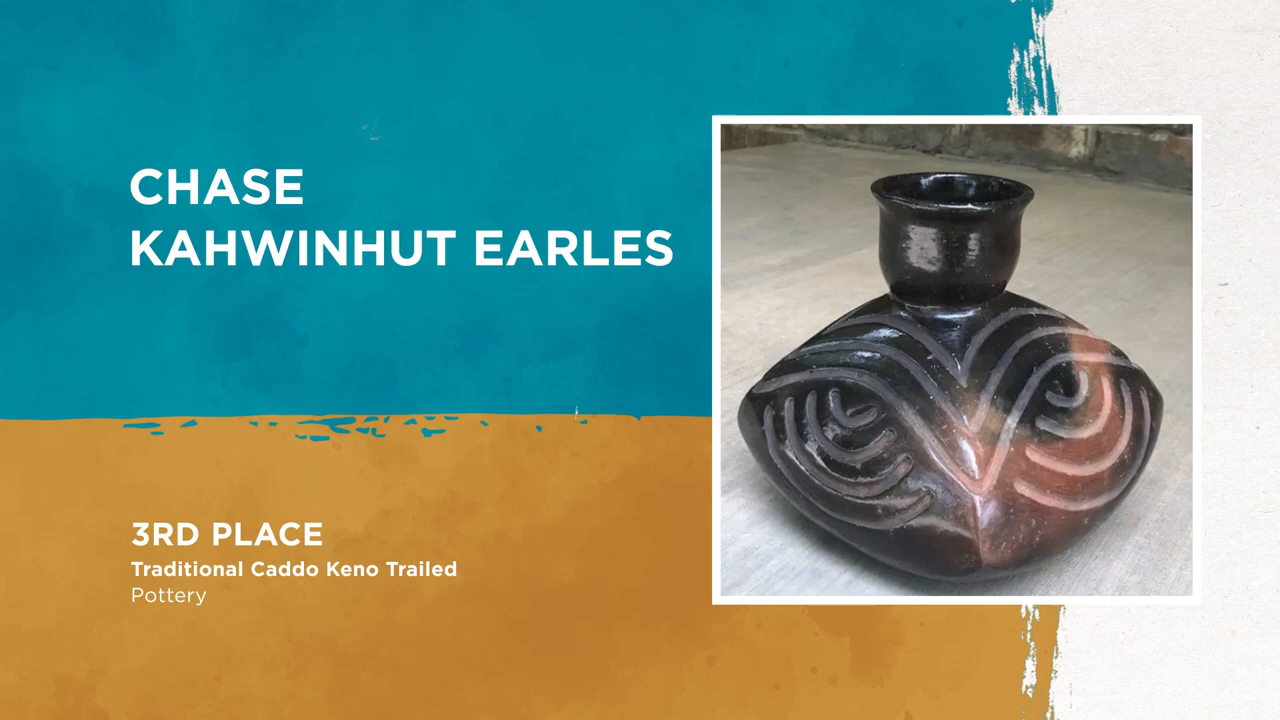 CHASE
KAHWINHUT EARLES
3RD PLACE
Traditional Caddo Keno Trailed
Pottery